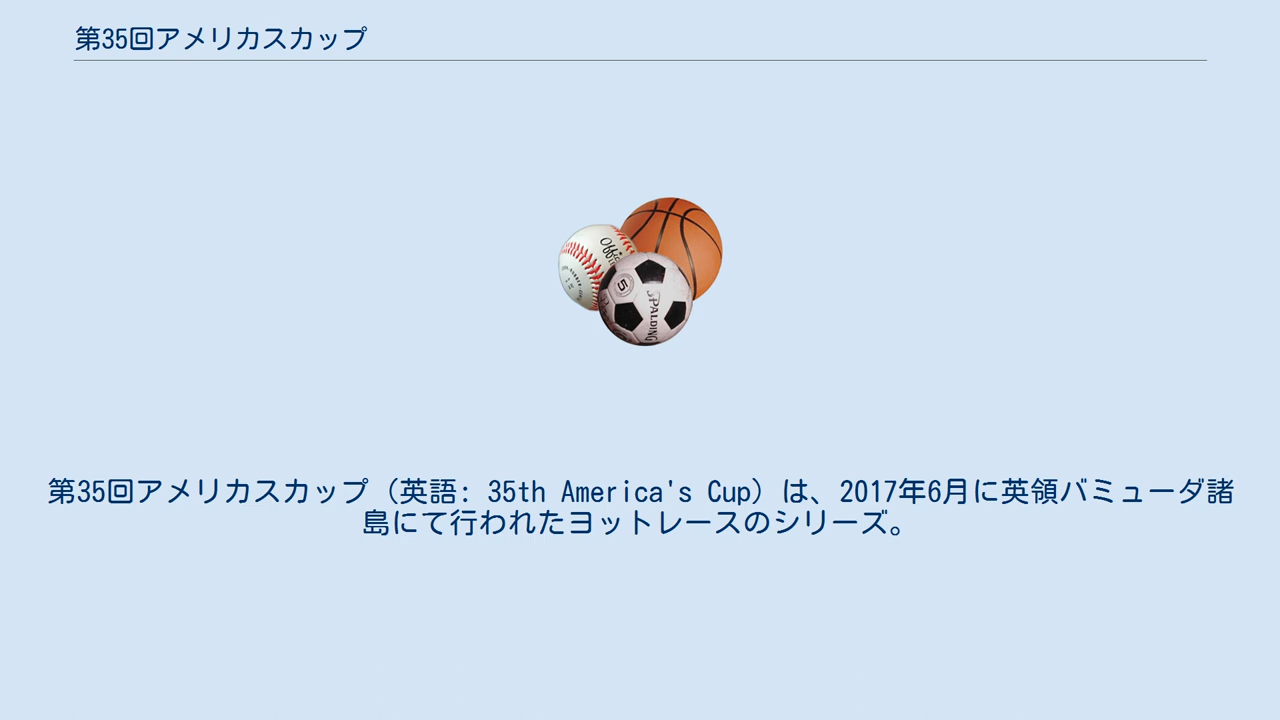 第35回アメリカスカップ
Offic
5
SPALDING
第35回アメリカスカップ（英語: 35th America's Cup）は、2017年6月に英領バミューダ諸
島にて行われたヨットレースのシリーズ。